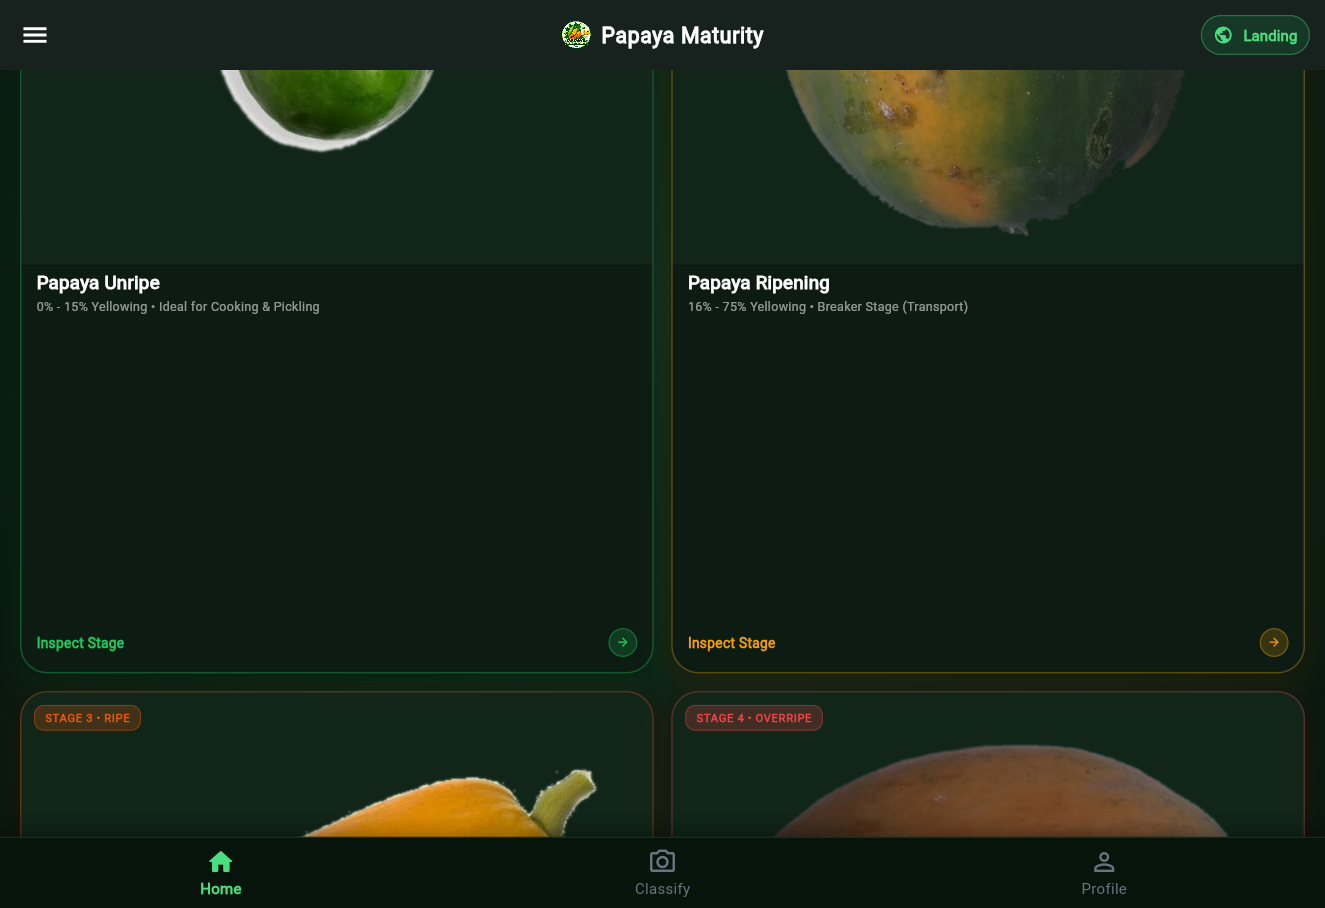 Papaya Maturity
Landing
Papaya Unripe
0% - 15% Yellowing • Ideal for Cooking & Pickling
Inspect Stage
Papaya Ripening
16% - 75% Yellowing • Breaker Stage (Transport)
Inspect Stage
STAGE 3 • RIPE
STAGE 4 • OVERRIPE
Home
Classify
Profile